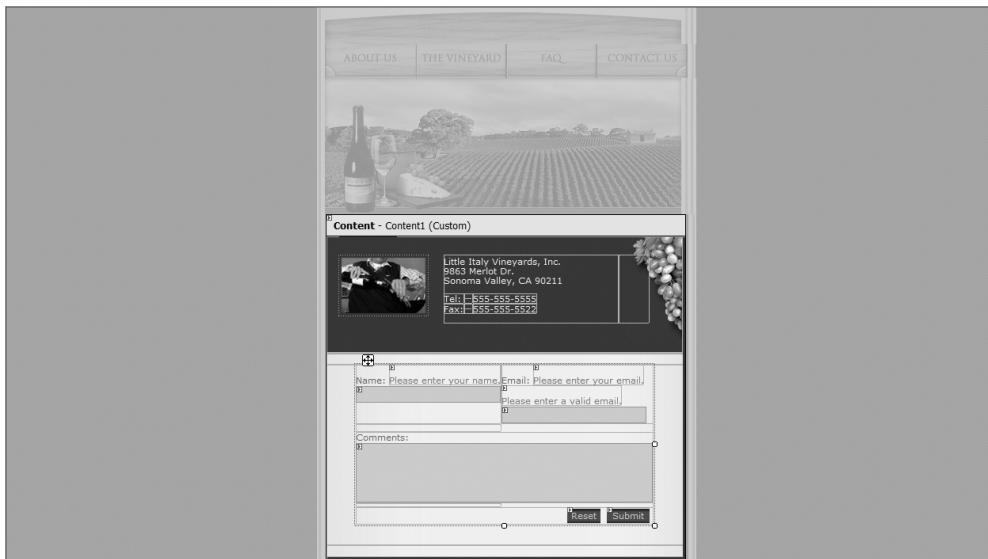 ABOUT US THE VINEYARD FAQ CONTACT US
Content - Content1 (Custom)
Little Italy Vineyards, Inc.
9863 Merlot Dr.
Sonoma Valley, CA 90211
Tel: 555-555-5555
Fax: 555-555-5522
Name: Please enter your name. Email: Please enter your email.
Please enter a valid email.
Comments:
Reset Submit